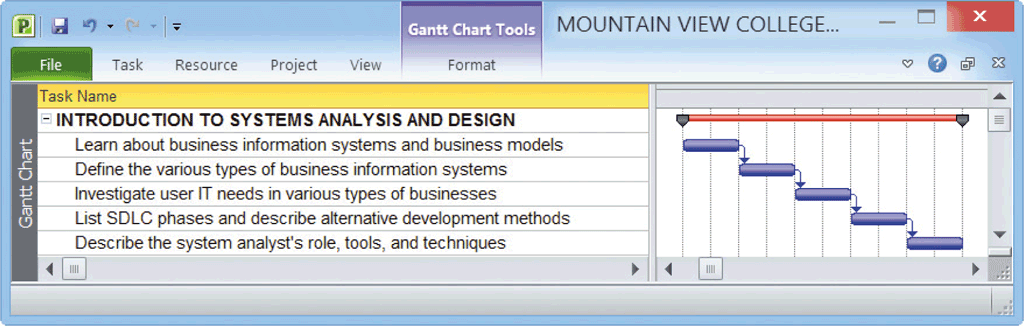 Gantt Chart Tools
MOUNTAIN VIEW COLLEGE...
File Task Resource Project View Format
Task Name
INTRODUCTION TO SYSTEMS ANALYSIS AND DESIGN
Learn about business information systems and business models
Define the various types of business information systems
Investigate user IT needs in various types of businesses
List SDLC phases and describe alternative development methods
Describe the system analyst's role, tools, and techniques
Gantt Chart